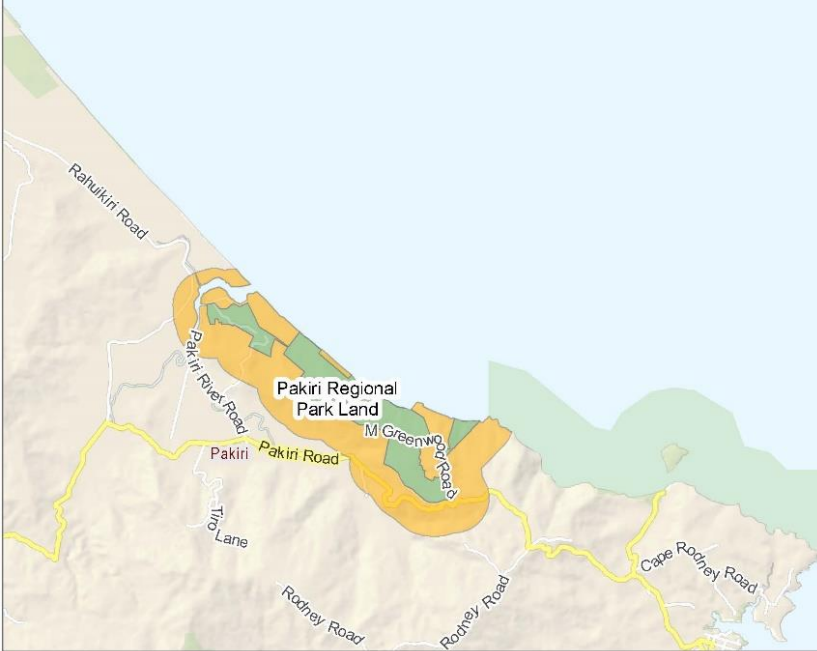 Rahuikiri Road
Pakiri River Road
Pakiri Regional
Park Land
M Greenwood Road
Pakiri Road
Pakiri
Tiro Lane
Rodney Road
Rodney Road
Cape Rodney Road